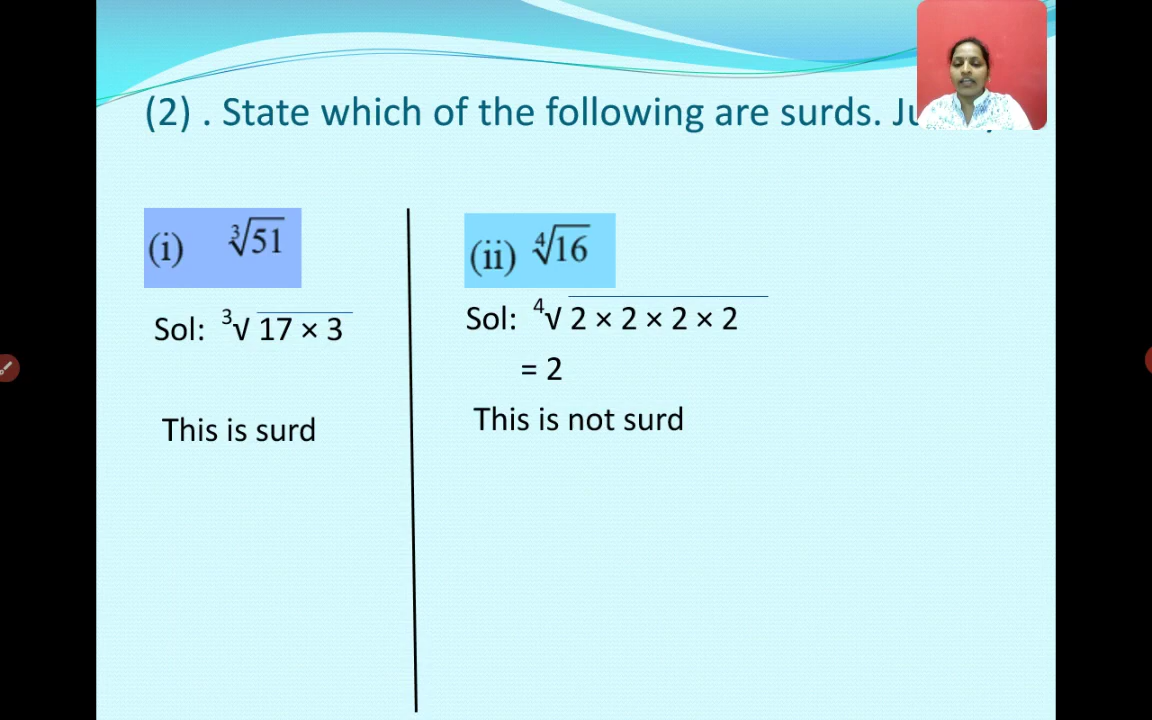 (2) . State which of the following are surds.
(i) ∛51
Sol: ³√ 17 × 3
This is surd
(ii) ∜16
Sol: ⁴√ 2 × 2 × 2 × 2
= 2
This is not surd